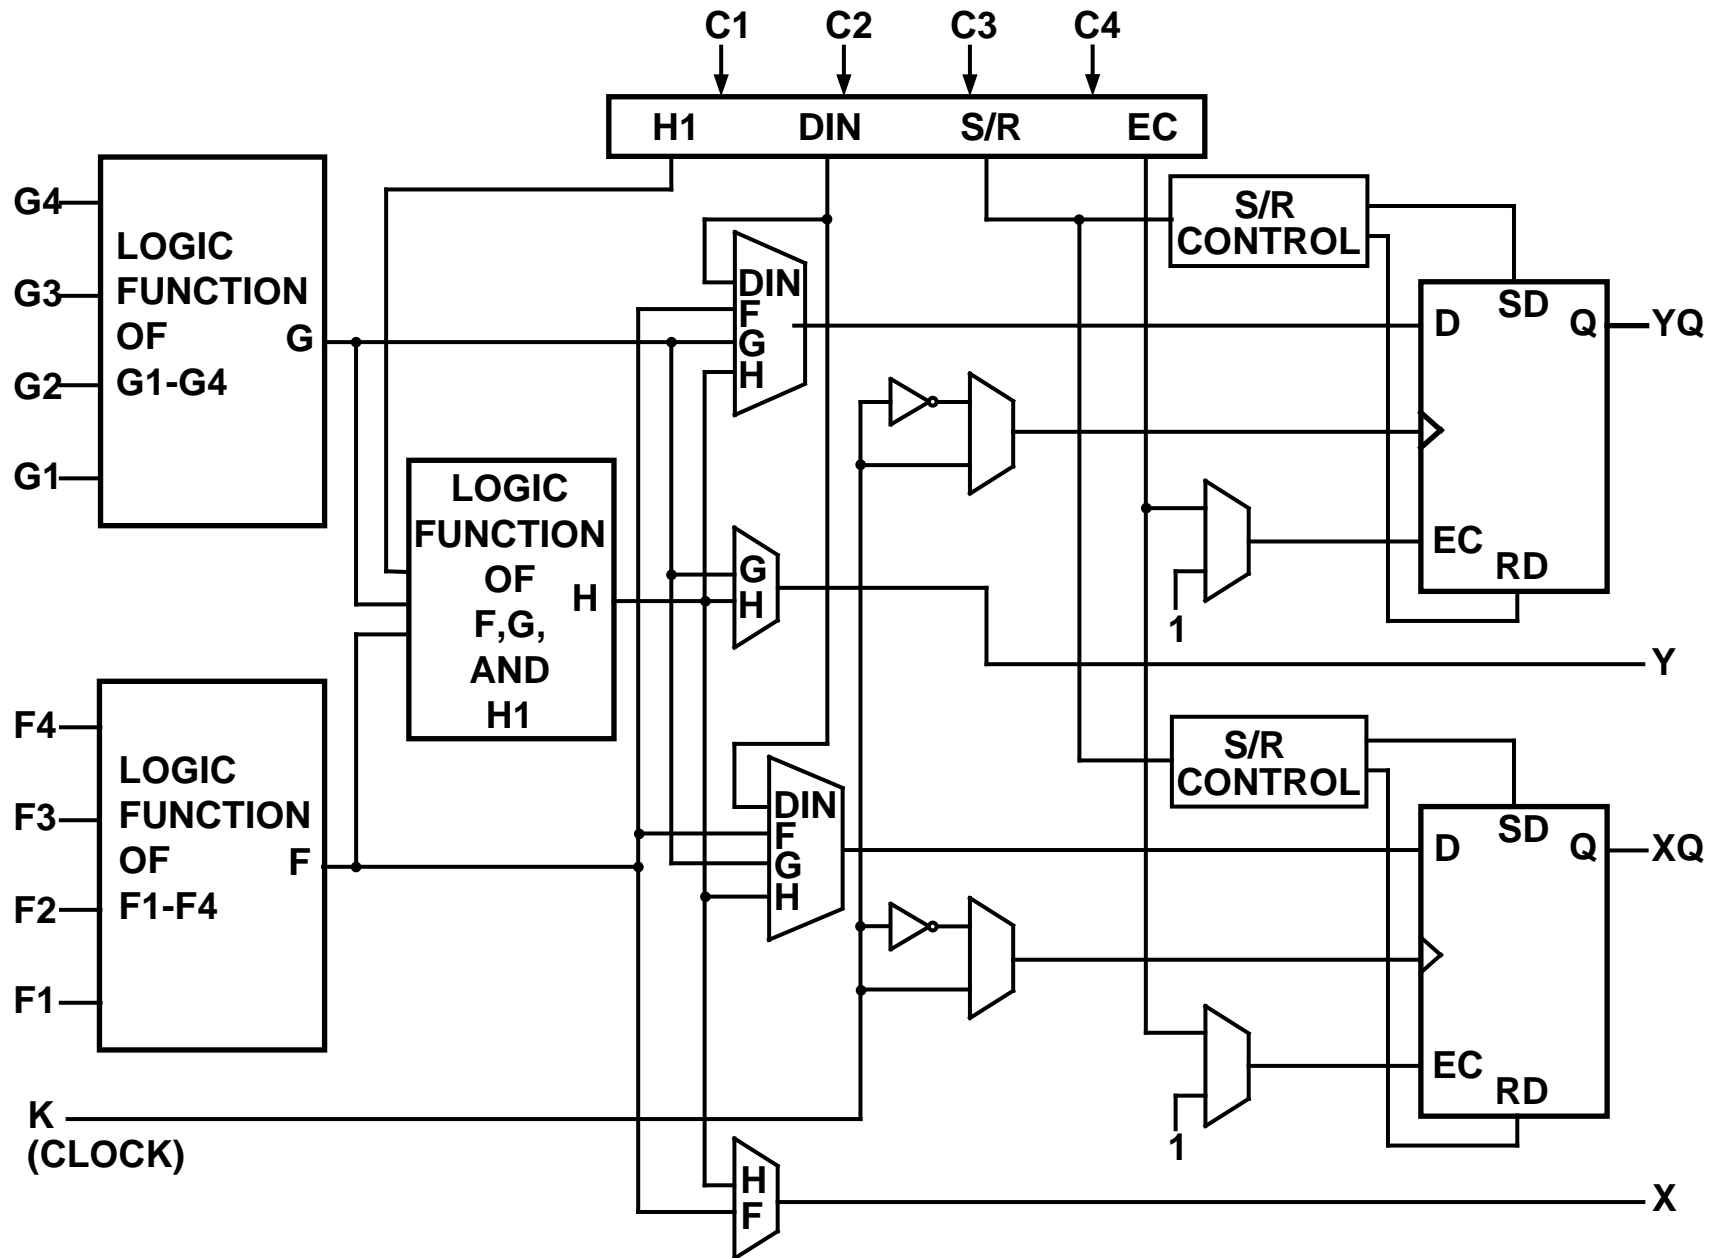 C1 C2 C3 C4
H1 DIN S/R EC
G4
G3
G2
G1
LOGIC
FUNCTION
OF
G1-G4
G
LOGIC
FUNCTION
OF
F,G,
AND
H1
H
F4
F3
F2
F1
LOGIC
FUNCTION
OF
F1-F4
F
K
(CLOCK)
DIN
F
G
H
G
H
DIN
F
G
H
H
F
S/R
CONTROL
D
SD
Q
EC
RD
YQ
1
Y
S/R
CONTROL
D
SD
Q
EC
RD
XQ
1
X